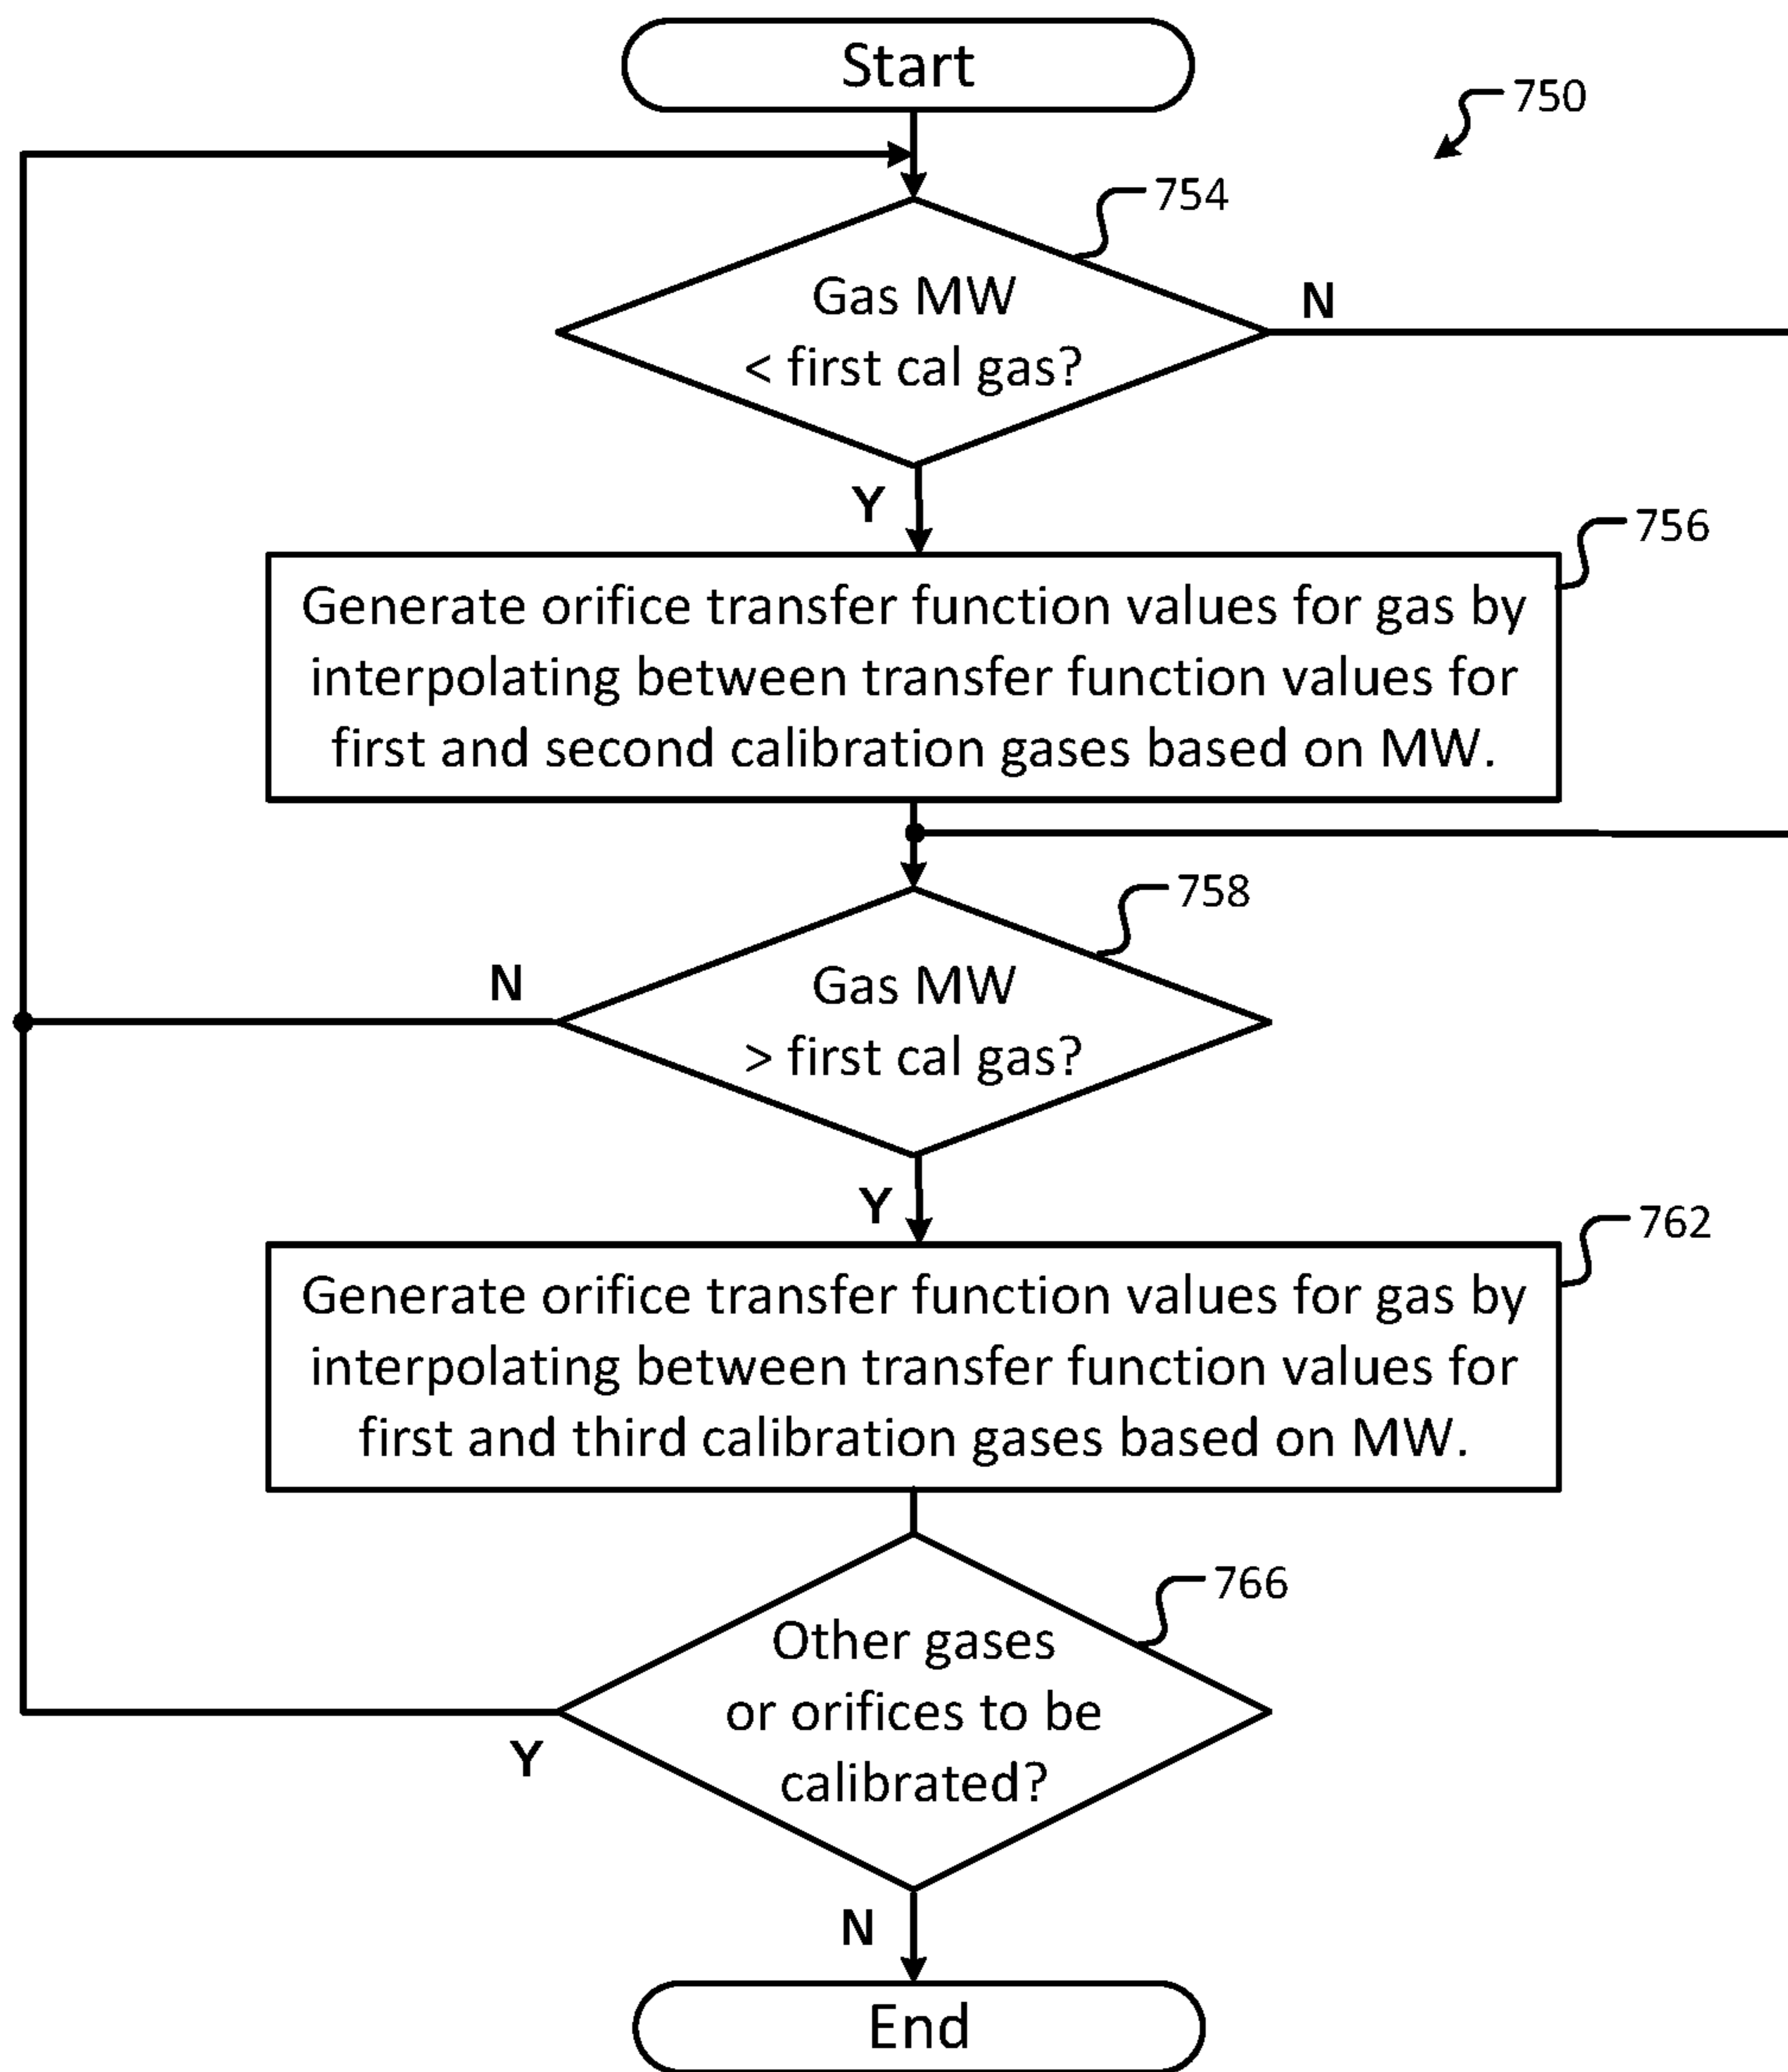 Start
750
754
Gas MW
< first cal gas?
N
Y
756
Generate orifice transfer function values for gas by
interpolating between transfer function values for
first and second calibration gases based on MW.
758
N
Gas MW
> first cal gas?
Y
762
Generate orifice transfer function values for gas by
interpolating between transfer function values for
first and third calibration gases based on MW.
766
Other gases
or orifices to be
calibrated?
Y
N
End